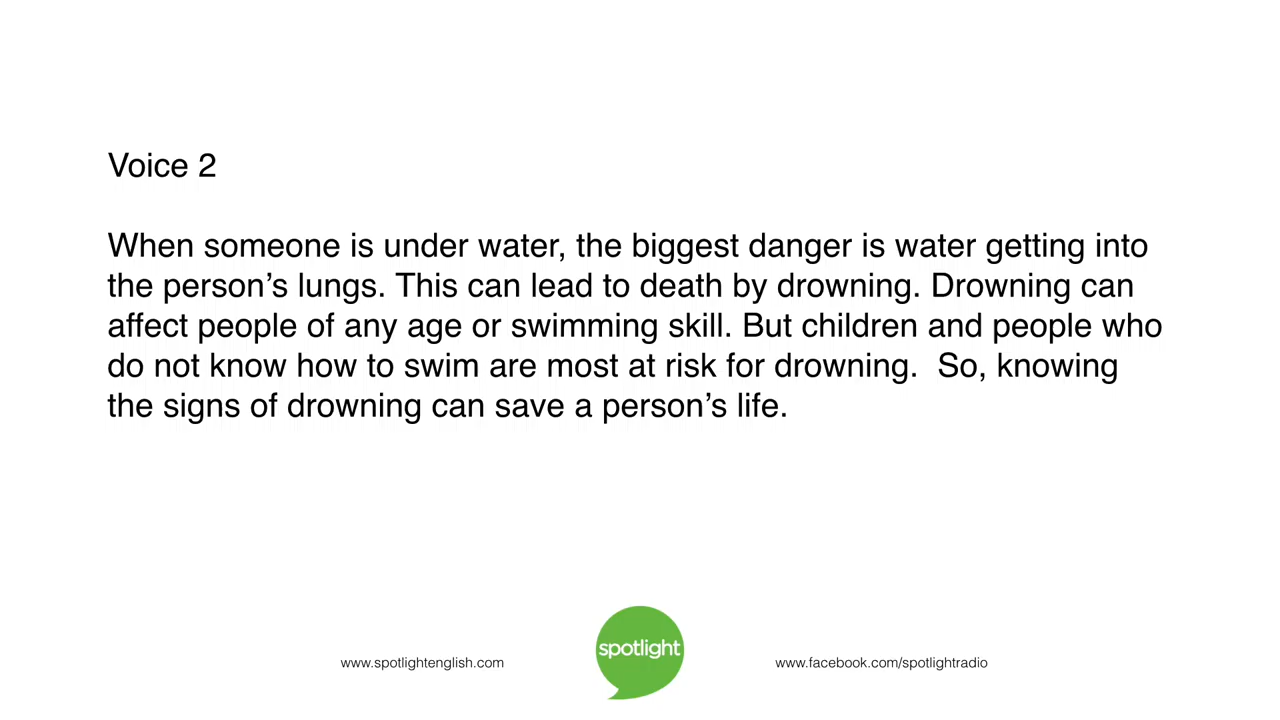 Voice 2
When someone is under water, the biggest danger is water getting into
the person’s lungs. This can lead to death by drowning. Drowning can
affect people of any age or swimming skill. But children and people who
do not know how to swim are most at risk for drowning.  So, knowing
the signs of drowning can save a person’s life.
www.spotlightenglish.com
spotlight
www.facebook.com/spotlightradio